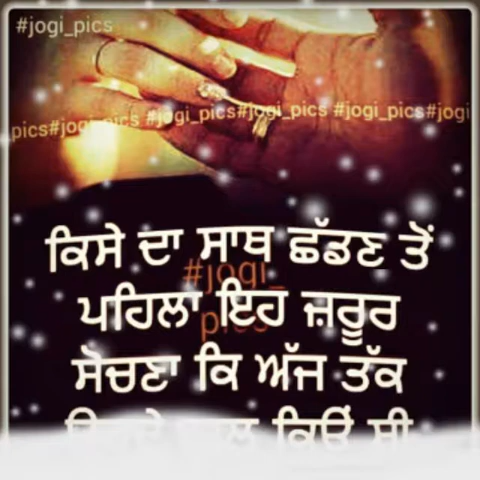 #jogi_pics
pics#jogi_pics #jogi_pics#jogi_pics #jogi_pics#jogi
ਕਿਸੇ ਦਾ ਸਾਥ ਛੱਡਣ ਤੋਂ
#jogi_
ਪਹਿਲਾ ਇਹ ਜ਼ਰੂਰ
pics
ਸੋਚਣਾ ਕਿ ਅੱਜ ਤੱਕ
ਕਿਉਂ ਸੀ